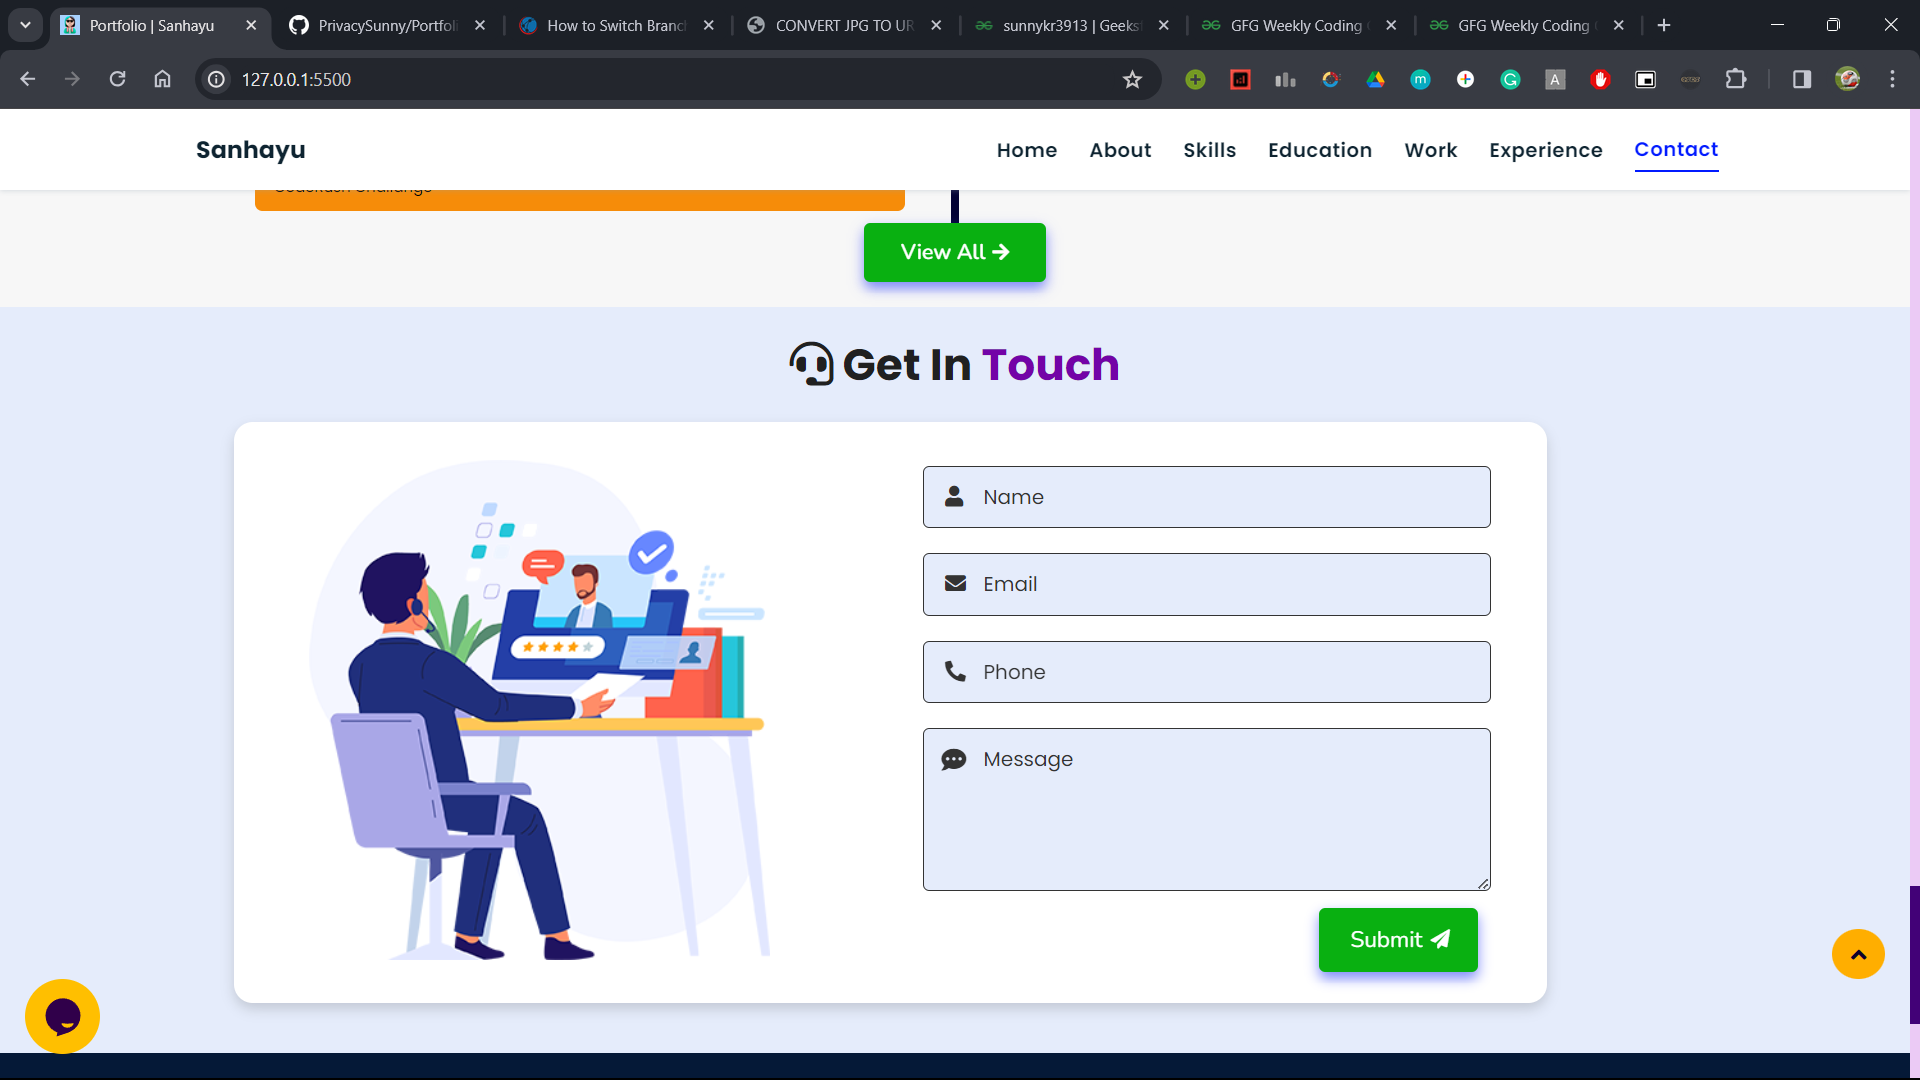 Portfolio | Sanhayu
PrivacySunny/Portfoli
How to Switch Branch
CONVERT JPG TO UR
sunnykr3913 | Geeks
GFG Weekly Coding
GFG Weekly Coding
127.0.0.1:5500
Sanhayu
Home
About
Skills
Education
Work
Experience
Contact
View All
Get In Touch
Name
Email
Phone
Message
Submit